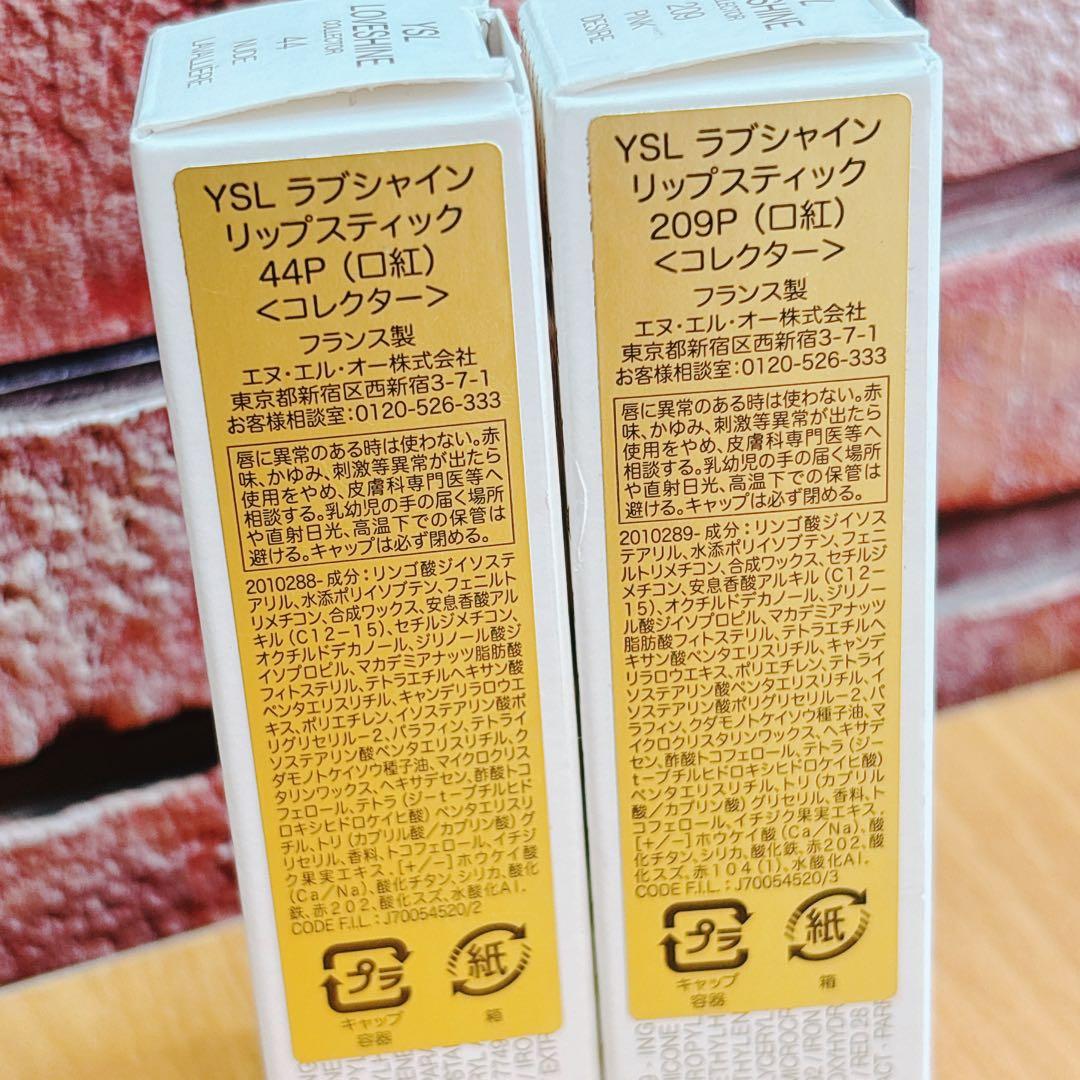 YSL
LOVESHINE
COLLECTOR
44
NUDE
LAVALLIÈRE
YSL ラブシャイン
リップスティック
44P（口紅）
＜コレクター＞
フランス製
エヌ・エル・オー株式会社
東京都新宿区西新宿3-7-1
お客様相談室：0120-526-333
唇に異常のある時は使わない。赤
味、かゆみ、刺激等異常が出たら
使用をやめ、皮膚科専門医等へ
相談する。乳幼児の手の届く場所
や直射日光、高温下での保管は
避ける。キャップは必ず閉める。
2010288-成分：リンゴ酸ジイソステ
アリル、水添ポリイソブテン、フェニルト
リメチコン、合成ワックス、安息香酸アル
キル（C12-15）、セチルジメチコン、
オクチルドデカノール、ジリノール酸ジ
イソプロピル、マカデミアナッツ脂肪酸
フィトステリル、テトラエチルヘキサン酸
ペンタエリスリチル、キャンデリラロウエ
キス、ポリエチレン、イソステアリン酸ポ
リグリセリル-2、パラフィン、テトライ
ソステアリン酸ペンタエリスリチル、ク
ダモノトケイソウ種子油、マイクロクリス
タリンワックス、ヘキサデセン、酢酸トコ
フェロール、テトラ（ジーtーブチルヒド
ロキシヒドロケイヒ酸）ペンタエリスリ
チル、トリ（カプリル酸／カプリン酸）グ
リセリル、香料、トコフェロール、イチジ
ク果実エキス、[+/-]ホウケイ酸
（Ca/Na）、酸化チタン、シリカ、酸化
鉄、赤202、酸化スズ、水酸化Al.
CODE F.I.L.：J70054520/2
プラ
キャップ
容器
紙
箱
YSL
LOVESHINE
COLLECTOR
209
PINK
DESIRE
YSL ラブシャイン
リップスティック
209P（口紅）
＜コレクター＞
フランス製
エヌ・エル・オー株式会社
東京都新宿区西新宿3-7-1
お客様相談室：0120-526-333
唇に異常のある時は使わない。赤
味、かゆみ、刺激等異常が出たら
使用をやめ、皮膚科専門医等へ
相談する。乳幼児の手の届く場所
や直射日光、高温下での保管は
避ける。キャップは必ず閉める。
2010289-成分：リンゴ酸ジイソス
テアリル、水添ポリイソブテン、フェニ
ルトリメチコン、合成ワックス、セチルジ
メチコン、安息香酸アルキル（C12-
15）、オクチルドデカノール、ジリノー
ル酸ジイソプロピル、マカデミアナッツ
脂肪酸フィトステリル、テトラエチルヘ
キサン酸ペンタエリスリチル、キャンデ
リラロウエキス、ポリエチレン、テトライ
ソステアリン酸ペンタエリスリチル、イ
ソステアリン酸ポリグリセリル-2、パ
ラフィン、クダモノトケイソウ種子油、マ
イクロクリスタリンワックス、ヘキサデ
セン、酢酸トコフェロール、テトラ（ジー
tーブチルヒドロキシヒドロケイヒ酸）
ペンタエリスリチル、トリ（カプリル
酸／カプリン酸）グリセリル、香料、ト
コフェロール、イチジク果実エキス、
[+/-]ホウケイ酸（Ca/Na）、酸
化チタン、シリカ、酸化鉄、赤202、酸
化スズ、赤104（1）、水酸化Al.
CODE F.I.L.：J70054520/3
プラ
キャップ
容器
紙
箱